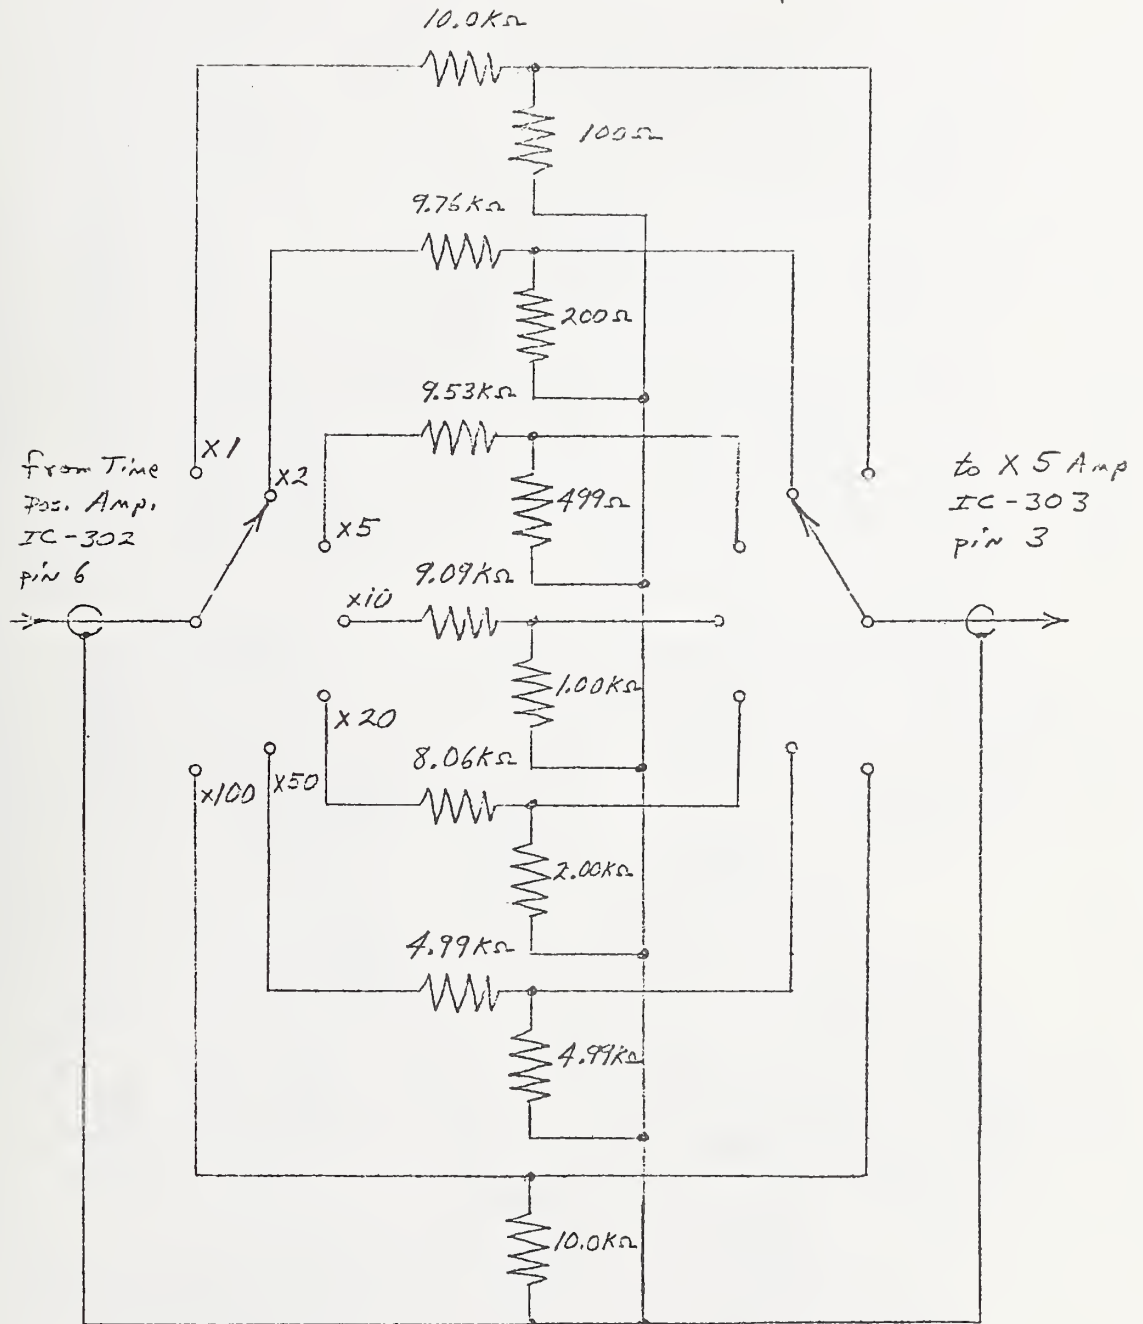 10.0KΩ
100Ω
9.76KΩ
200Ω
9.53KΩ
499Ω
from Time
Pos. Amp.
IC-302
pin 6
X1
X2
X5
X10
X20
X50
X100
to X 5 Amp
IC-303
pin 3
9.09KΩ
1.00KΩ
8.06KΩ
2.00KΩ
4.99KΩ
4.99KΩ
10.0KΩ